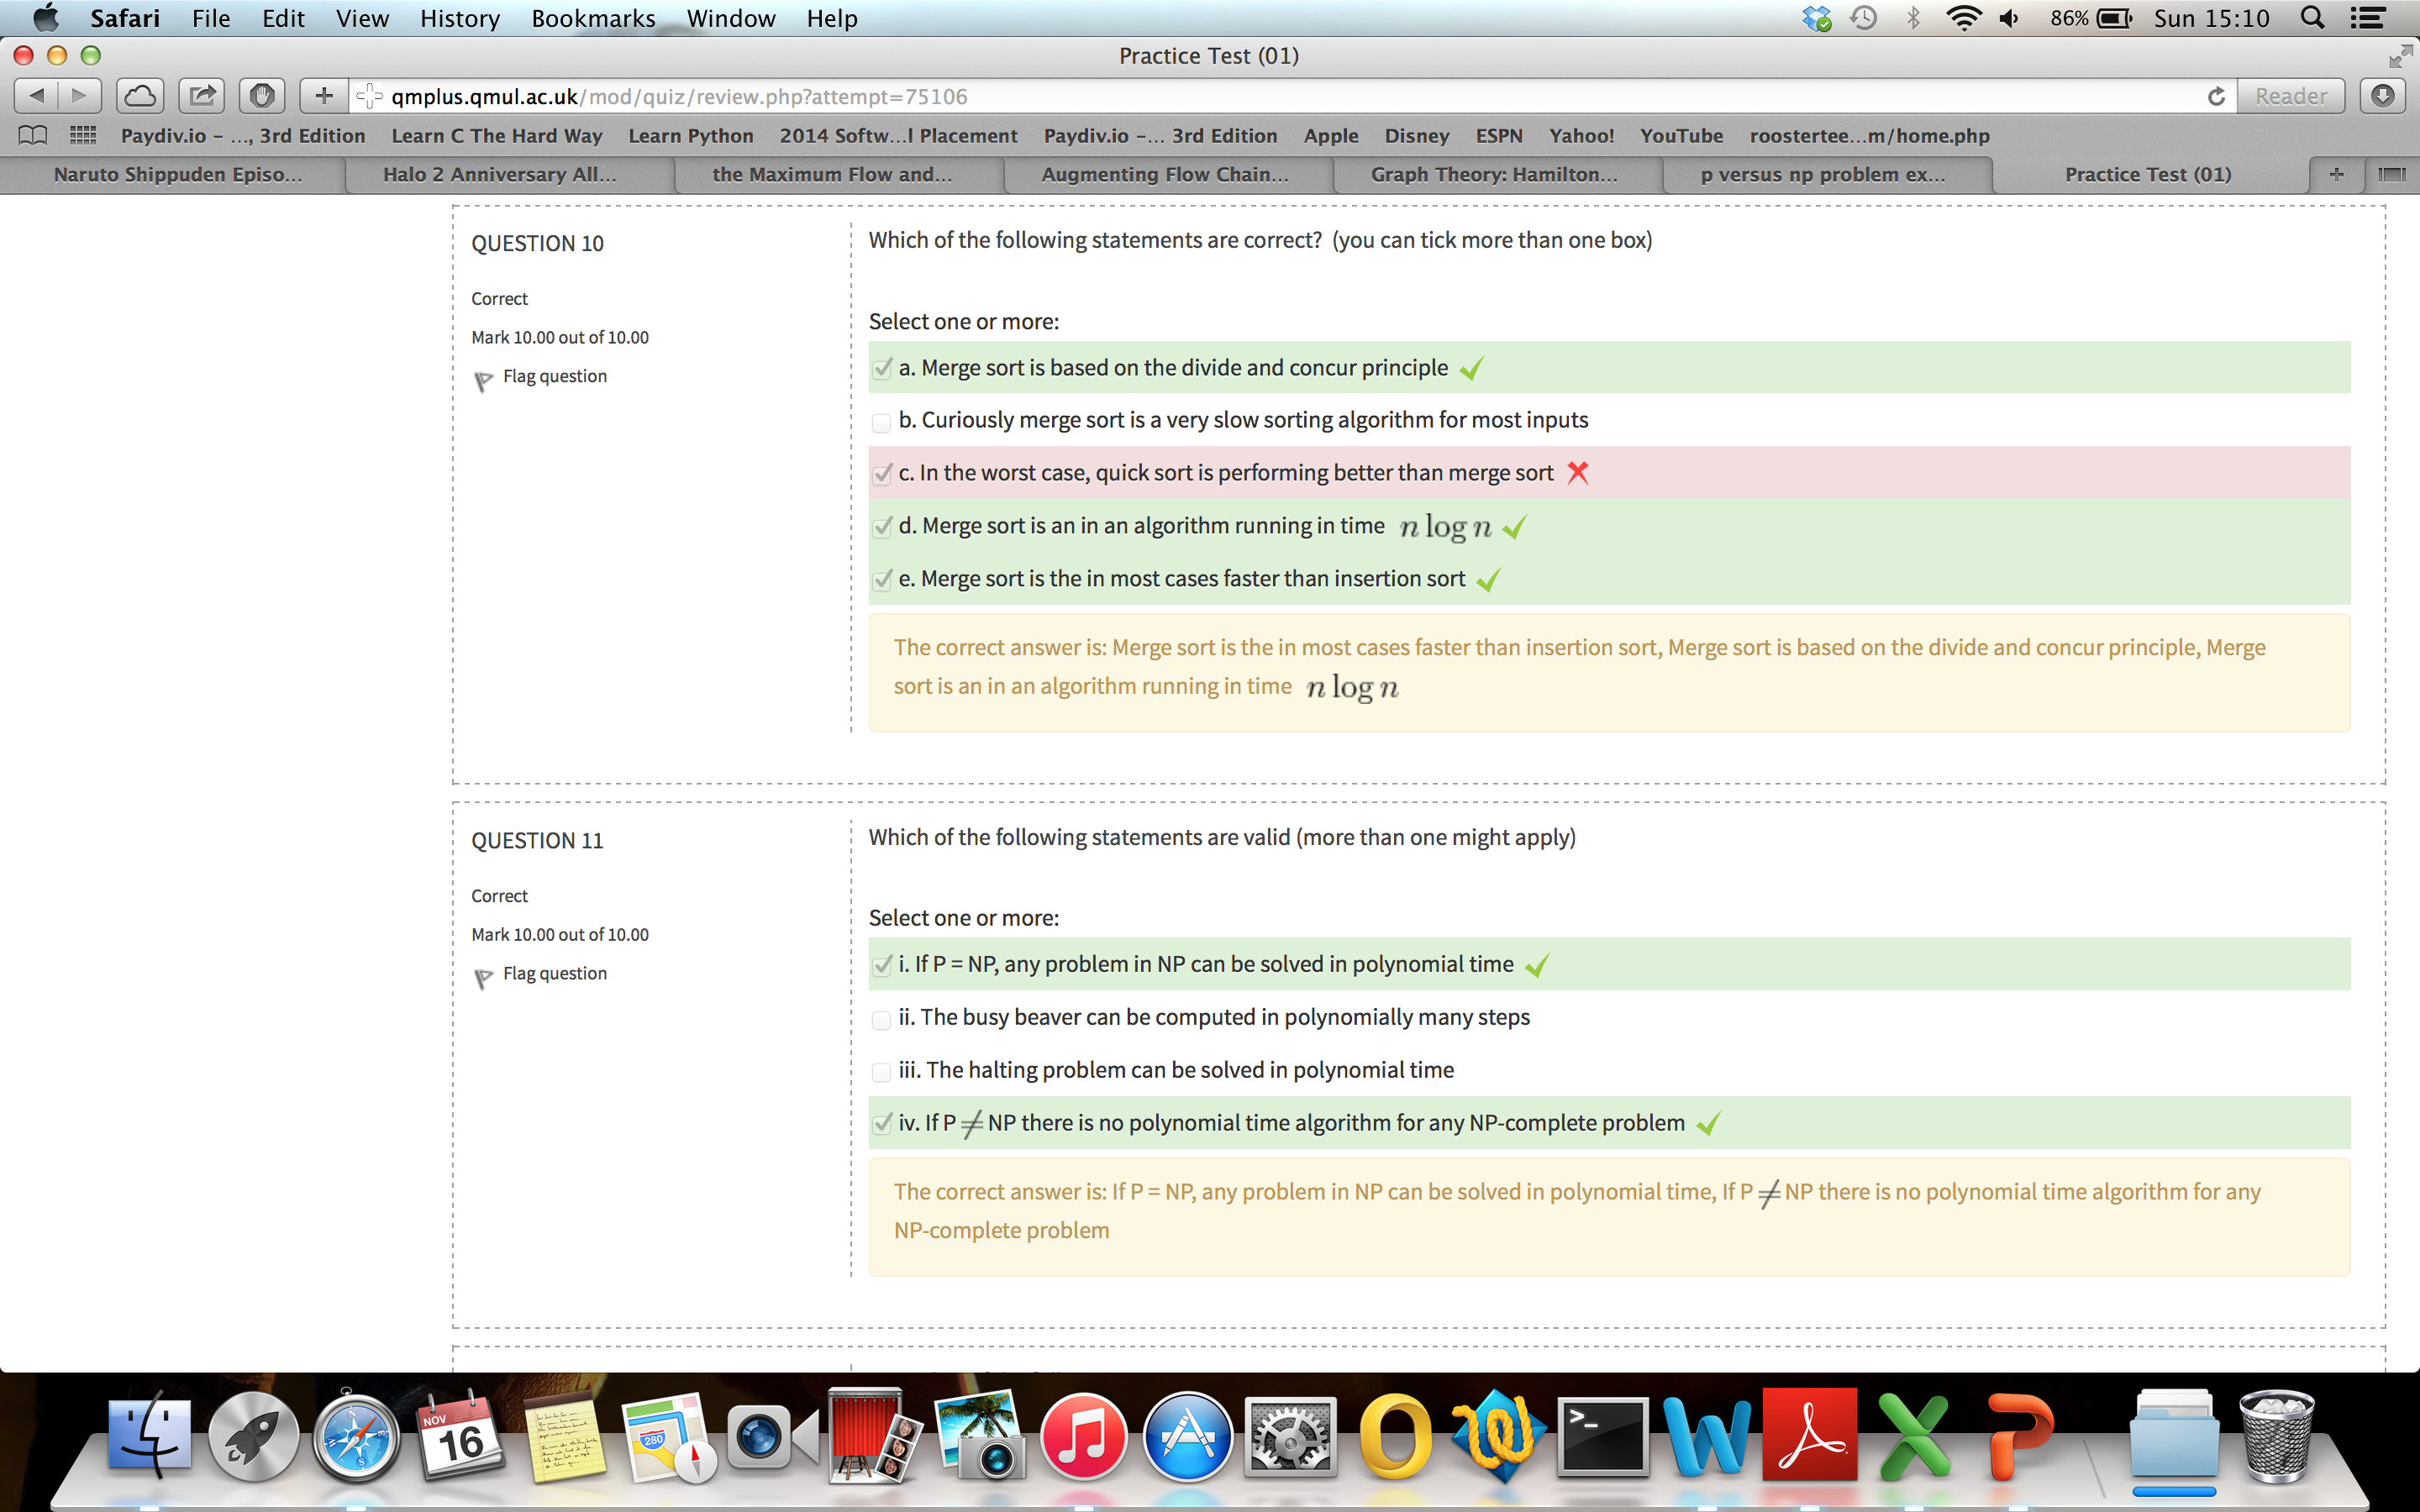 Safari File Edit View History Bookmarks Window Help 86% Sun 15:10
Practice Test (01)
qmplus.qmul.ac.uk/mod/quiz/review.php?attempt=75106 Reader
Paydiv.io – ..., 3rd Edition Learn C The Hard Way Learn Python 2014 Softw...l Placement Paydiv.io –... 3rd Edition Apple Disney ESPN Yahoo! YouTube roostertee...m/home.php
Naruto Shippuden Episo... Halo 2 Anniversary All... the Maximum Flow and... Augmenting Flow Chain... Graph Theory: Hamilton... p versus np problem ex... Practice Test (01)
QUESTION 10
Correct
Mark 10.00 out of 10.00
Flag question
Which of the following statements are correct? (you can tick more than one box)
Select one or more:
a. Merge sort is based on the divide and concur principle
b. Curiously merge sort is a very slow sorting algorithm for most inputs
c. In the worst case, quick sort is performing better than merge sort
d. Merge sort is an in an algorithm running in time n log n
e. Merge sort is the in most cases faster than insertion sort
The correct answer is: Merge sort is the in most cases faster than insertion sort, Merge sort is based on the divide and concur principle, Merge
sort is an in an algorithm running in time n log n
QUESTION 11
Correct
Mark 10.00 out of 10.00
Flag question
Which of the following statements are valid (more than one might apply)
Select one or more:
i. If P = NP, any problem in NP can be solved in polynomial time
ii. The busy beaver can be computed in polynomially many steps
iii. The halting problem can be solved in polynomial time
iv. If P ≠ NP there is no polynomial time algorithm for any NP-complete problem
The correct answer is: If P = NP, any problem in NP can be solved in polynomial time, If P ≠ NP there is no polynomial time algorithm for any
NP-complete problem
NOV
16
280